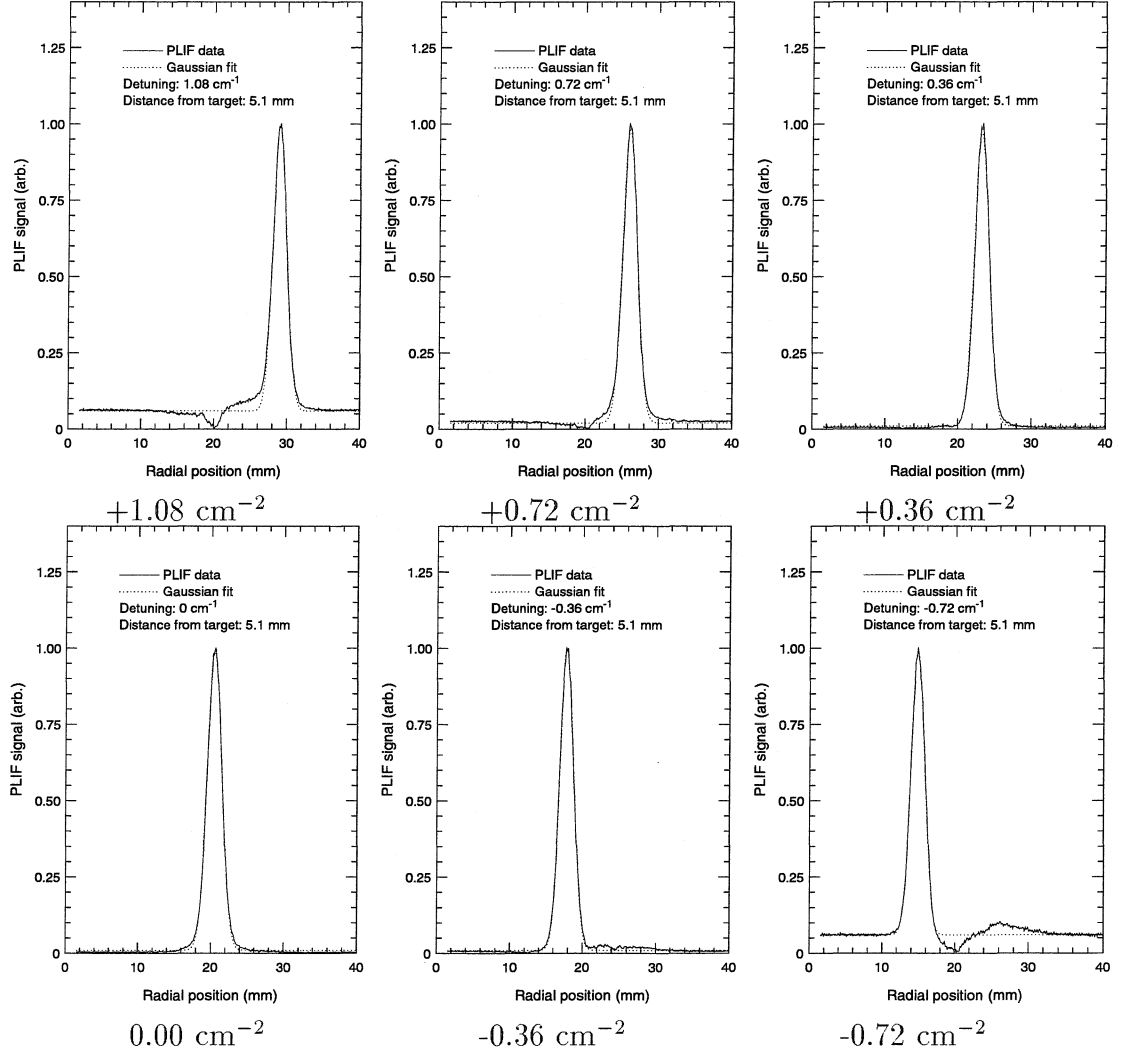 PLIF data
Gaussian fit
Detuning: 1.08 cm⁻¹
Distance from target: 5.1 mm
1.25
1.00
0.75
0.50
0.25
0
PLIF signal (arb.)
0 10 20 30 40
Radial position (mm)
+1.08 cm⁻²
PLIF data
Gaussian fit
Detuning: 0.72 cm⁻¹
Distance from target: 5.1 mm
1.25
1.00
0.75
0.50
0.25
0
PLIF signal (arb.)
0 10 20 30 40
Radial position (mm)
+0.72 cm⁻²
PLIF data
Gaussian fit
Detuning: 0.36 cm⁻¹
Distance from target: 5.1 mm
1.25
1.00
0.75
0.50
0.25
0
PLIF signal (arb.)
0 10 20 30 40
Radial position (mm)
+0.36 cm⁻²
PLIF data
Gaussian fit
Detuning: 0 cm⁻¹
Distance from target: 5.1 mm
1.25
1.00
0.75
0.50
0.25
0
PLIF signal (arb.)
0 10 20 30 40
Radial position (mm)
0.00 cm⁻²
PLIF data
Gaussian fit
Detuning: -0.36 cm⁻¹
Distance from target: 5.1 mm
1.25
1.00
0.75
0.50
0.25
0
PLIF signal (arb.)
0 10 20 30 40
Radial position (mm)
-0.36 cm⁻²
PLIF data
Gaussian fit
Detuning: -0.72 cm⁻¹
Distance from target: 5.1 mm
1.25
1.00
0.75
0.50
0.25
0
PLIF signal (arb.)
0 10 20 30 40
Radial position (mm)
-0.72 cm⁻²